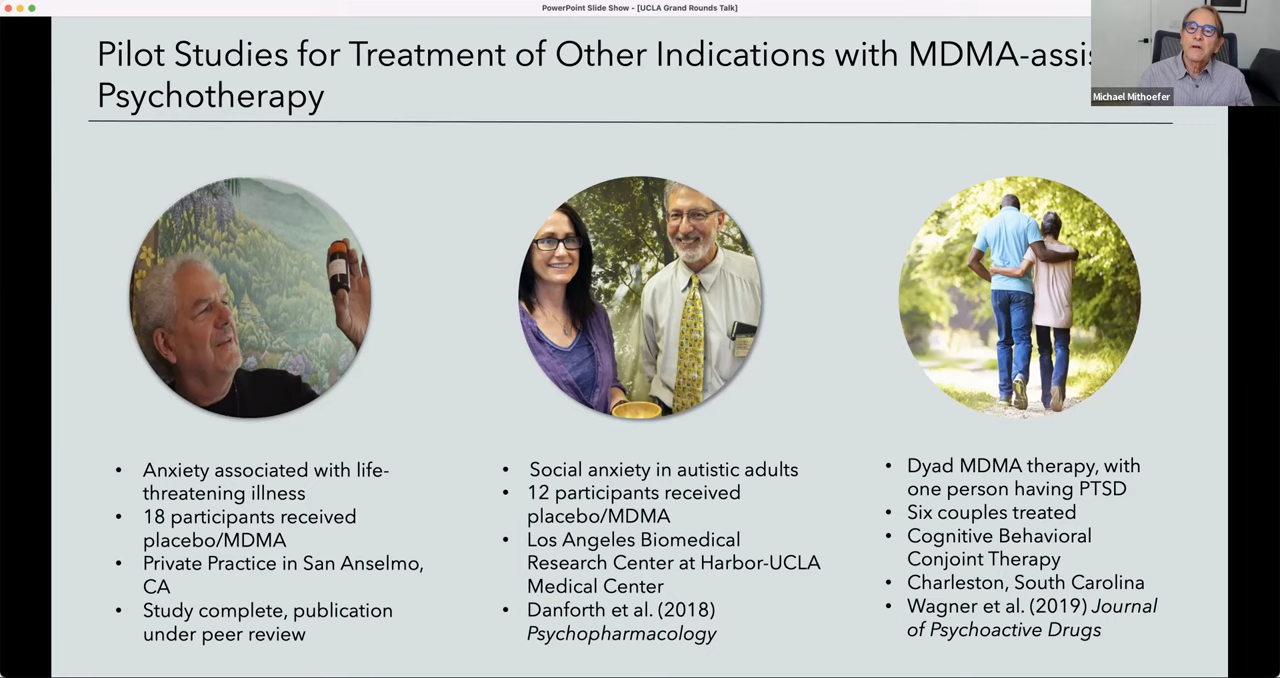 PowerPoint Slide Show - [UCLA Grand Rounds Talk]
Pilot Studies for Treatment of Other Indications with
Psychotherapy
Michael Mithoefer
• Anxiety associated with life-
threatening illness
• 18 participants received
placebo/MDMA
• Private Practice in San Anselmo,
CA
• Study complete, publication
under peer review
• Social anxiety in autistic adults
• 12 participants received
placebo/MDMA
• Los Angeles Biomedical
Research Center at Harbor-UCLA
Medical Center
• Danforth et al. (2018)
Psychopharmacology
• Dyad MDMA therapy, with
one person having PTSD
• Six couples treated
• Cognitive Behavioral
Conjoint Therapy
• Charleston, South Carolina
• Wagner et al. (2019) Journal
of Psychoactive Drugs